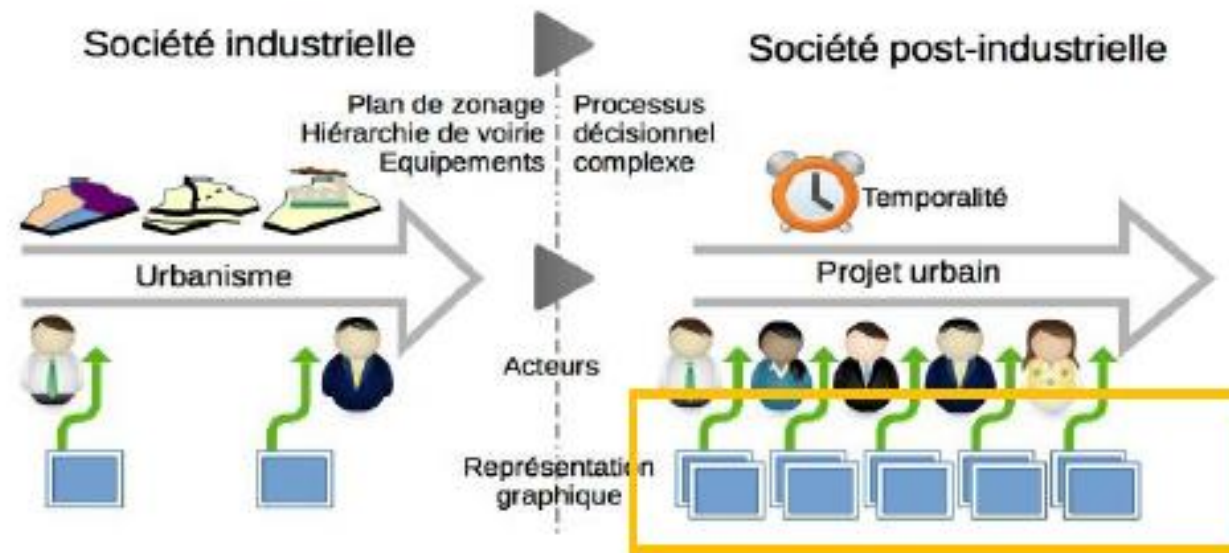 Société industrielle
Société post-industrielle
Plan de zonage
Hiérarchie de voirie
Equipements
Processus
décisionnel
complexe
Temporalité
Urbanisme
Projet urbain
Acteurs
Représentation
graphique